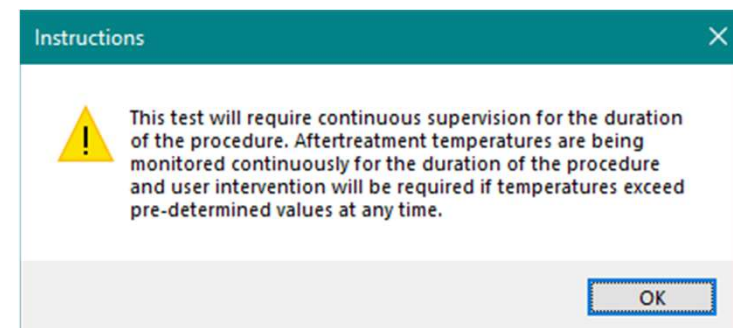 Instructions
This test will require continuous supervision for the duration
of the procedure. Aftertreatment temperatures are being
monitored continuously for the duration of the procedure
and user intervention will be required if temperatures exceed
pre-determined values at any time.
OK